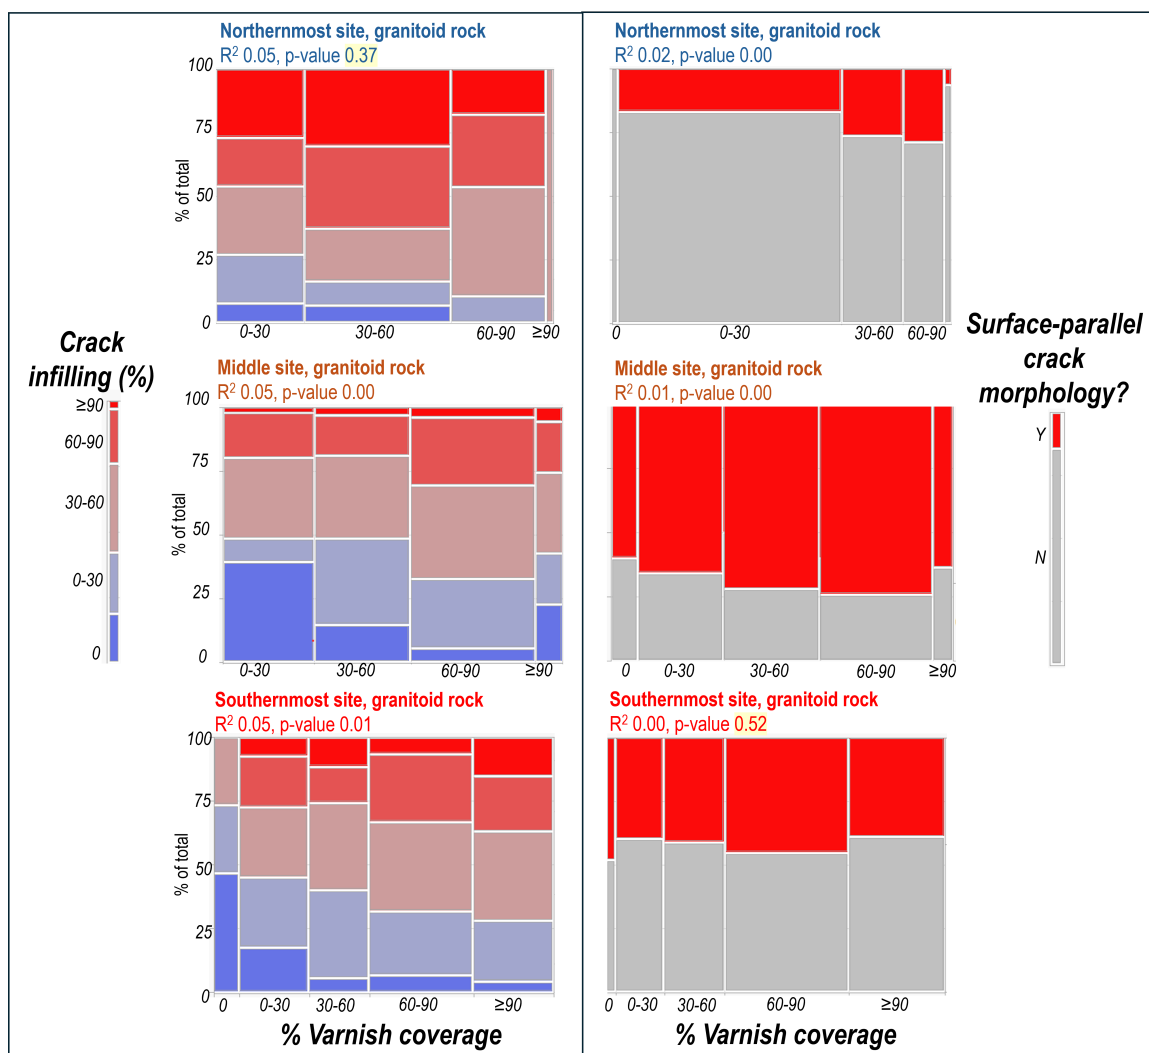 Northernmost site, granitoid rock
R² 0.05, p-value 0.37
100
75
50
25
0
% of total
0-30
30-60
60-90
≥90
Crack
infilling (%)
≥90
60-90
30-60
0-30
0
Middle site, granitoid rock
R² 0.05, p-value 0.00
100
75
50
25
0
% of total
0-30
30-60
60-90
≥90
Southernmost site, granitoid rock
R² 0.05, p-value 0.01
100
75
50
25
0
% of total
0
0-30
30-60
60-90
≥90
% Varnish coverage
Northernmost site, granitoid rock
R² 0.02, p-value 0.00
0
0-30
30-60
60-90
Middle site, granitoid rock
R² 0.01, p-value 0.00
0
0-30
30-60
60-90
≥90
Surface-parallel
crack
morphology?
Y
N
Southernmost site, granitoid rock
R² 0.00, p-value 0.52
0
0-30
30-60
60-90
≥90
% Varnish coverage